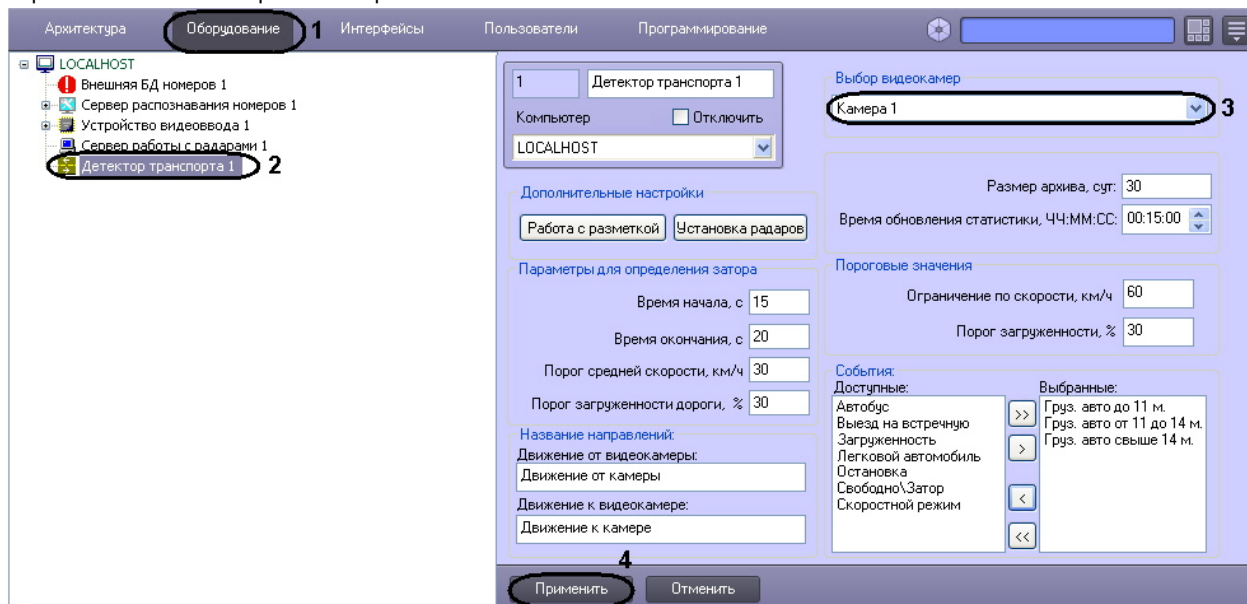 Архитектура Оборудование 1 Интерфейсы Пользователи Программирование
LOCALHOST
Внешняя БД номеров 1
Сервер распознавания номеров 1
Устройство видеоввода 1
Сервер работы с радарами 1
Детектор транспорта 1 2
1 Детектор транспорта 1
Компьютер Отключить
LOCALHOST
Дополнительные настройки
Работа с разметкой Установка радаров
Параметры для определения затора
Время начала, с 15
Время окончания, с 20
Порог средней скорости, км/ч 30
Порог загруженности дороги, % 30
Название направлений:
Движение от видеокамеры:
Движение от камеры
Движение к видеокамере:
Движение к камере
Выбор видеокамер
Камера 1 3
Размер архива, сут: 30
Время обновления статистики, ЧЧ:ММ:СС: 00:15:00
Пороговые значения
Ограничение по скорости, км/ч 60
Порог загруженности, % 30
События:
Доступные: Выбранные:
Автобус
Выезд на встречную
Загруженность
Легковой автомобиль
Остановка
Свободно\Затор
Скоростной режим
>>
>
<
<<
Груз. авто до 11 м.
Груз. авто от 11 до 14 м.
Груз. авто свыше 14 м.
4
Применить Отменить